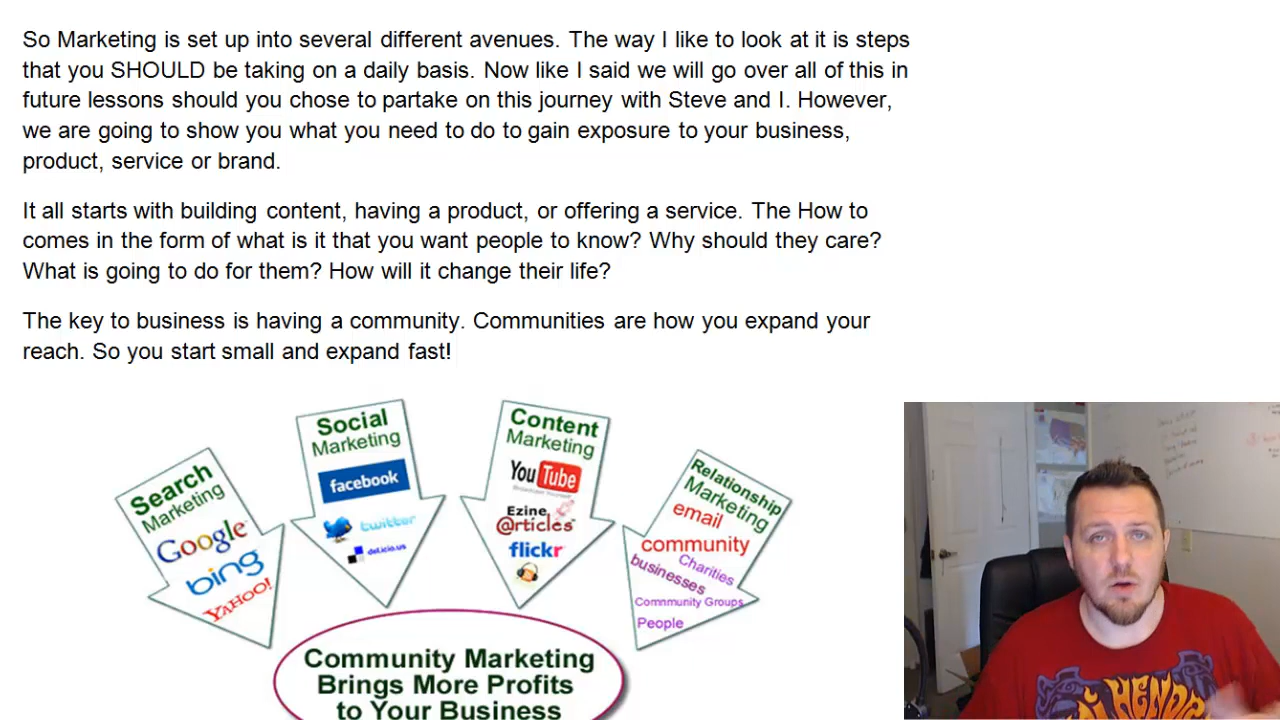 So Marketing is set up into several different avenues. The way I like to look at it is steps
that you SHOULD be taking on a daily basis. Now like I said we will go over all of this in
future lessons should you chose to partake on this journey with Steve and I. However,
we are going to show you what you need to do to gain exposure to your business,
product, service or brand.
It all starts with building content, having a product, or offering a service. The How to
comes in the form of what is it that you want people to know? Why should they care?
What is going to do for them? How will it change their life?
The key to business is having a community. Communities are how you expand your
reach. So you start small and expand fast!
Search
Marketing
Google
bing
YAHOO!
Social
Marketing
facebook
twitter
del.icio.us
Content
Marketing
YouTube
Ezine
@rticles
flickr
Relationship
Marketing
email
community
Charities
businesses
Community Groups
People
Community Marketing
Brings More Profits
to Your Business